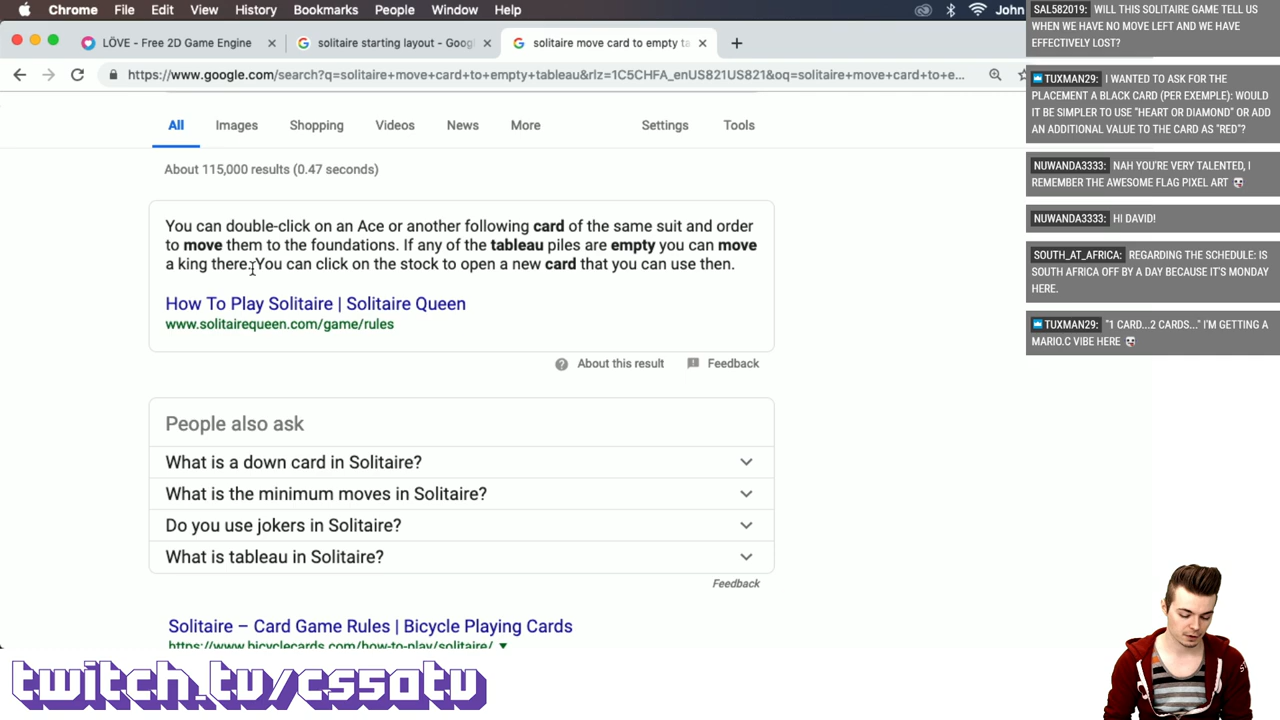 Chrome File Edit View History Bookmarks People Window Help John
LÖVE - Free 2D Game Engine
solitaire starting layout - Goog
solitaire move card to empty ta
https://www.google.com/search?q=solitaire+move+card+to+empty+tableau&rlz=1C5CHFA_enUS821US821&oq=solitaire+move+card+to+e...
All Images Shopping Videos News More Settings Tools
About 115,000 results (0.47 seconds)
You can double-click on an Ace or another following card of the same suit and order
to move them to the foundations. If any of the tableau piles are empty you can move
a king there. You can click on the stock to open a new card that you can use then.
How To Play Solitaire | Solitaire Queen
www.solitairequeen.com/game/rules
About this result Feedback
People also ask
What is a down card in Solitaire?
What is the minimum moves in Solitaire?
Do you use jokers in Solitaire?
What is tableau in Solitaire?
Feedback
Solitaire – Card Game Rules | Bicycle Playing Cards
https://www.bicyclecards.com/how-to-play/solitaire/
SAL582019: WILL THIS SOLITAIRE GAME TELL US
WHEN WE HAVE NO MOVE LEFT AND WE HAVE
EFFECTIVELY LOST?
TUXMAN29: I WANTED TO ASK FOR THE
PLACEMENT A BLACK CARD (PER EXEMPLE): WOULD
IT BE SIMPLER TO USE "HEART OR DIAMOND" OR ADD
AN ADDITIONAL VALUE TO THE CARD AS "RED"?
NUWANDA3333: NAH YOU'RE VERY TALENTED, I
REMEMBER THE AWESOME FLAG PIXEL ART
NUWANDA3333: HI DAVID!
SOUTH_AT_AFRICA: REGARDING THE SCHEDULE: IS
SOUTH AFRICA OFF BY A DAY BECAUSE IT'S MONDAY
HERE.
TUXMAN29: "1 CARD...2 CARDS..." I'M GETTING A
MARIO.C VIBE HERE
twitch.tv/cs50tv